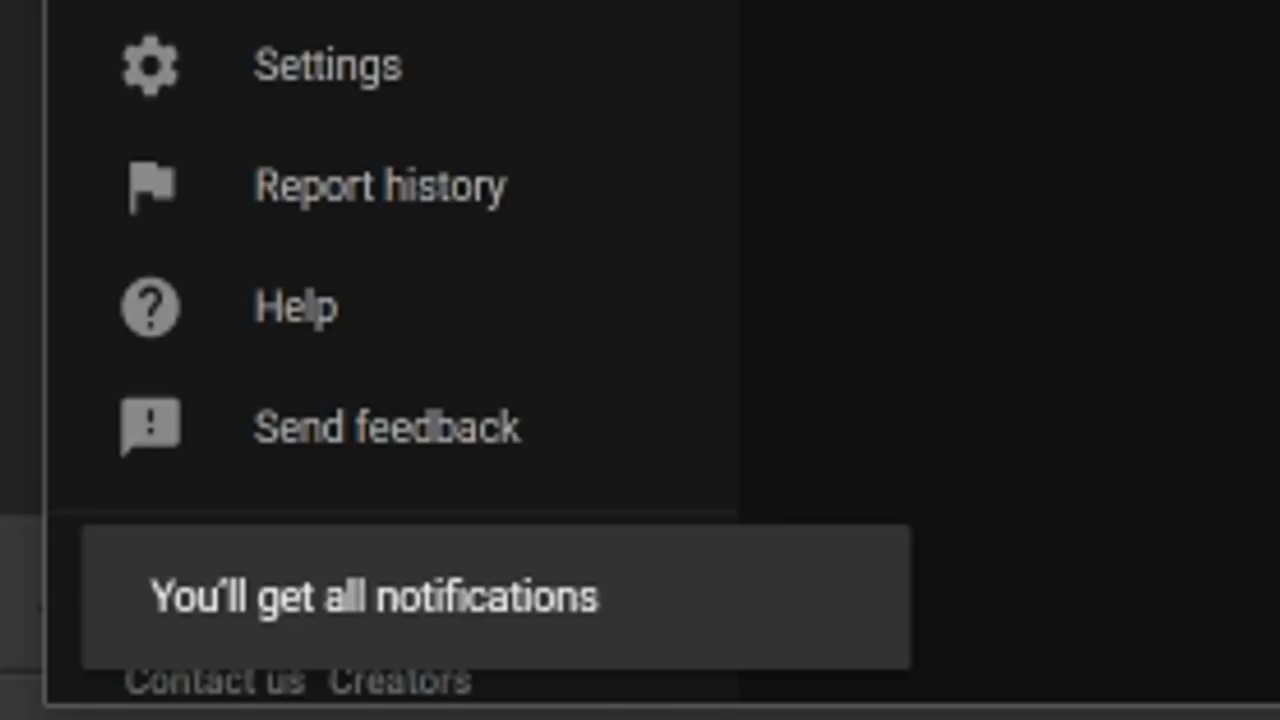 Settings
Report history
Help
Send feedback
You'll get all notifications
Contact us Creators